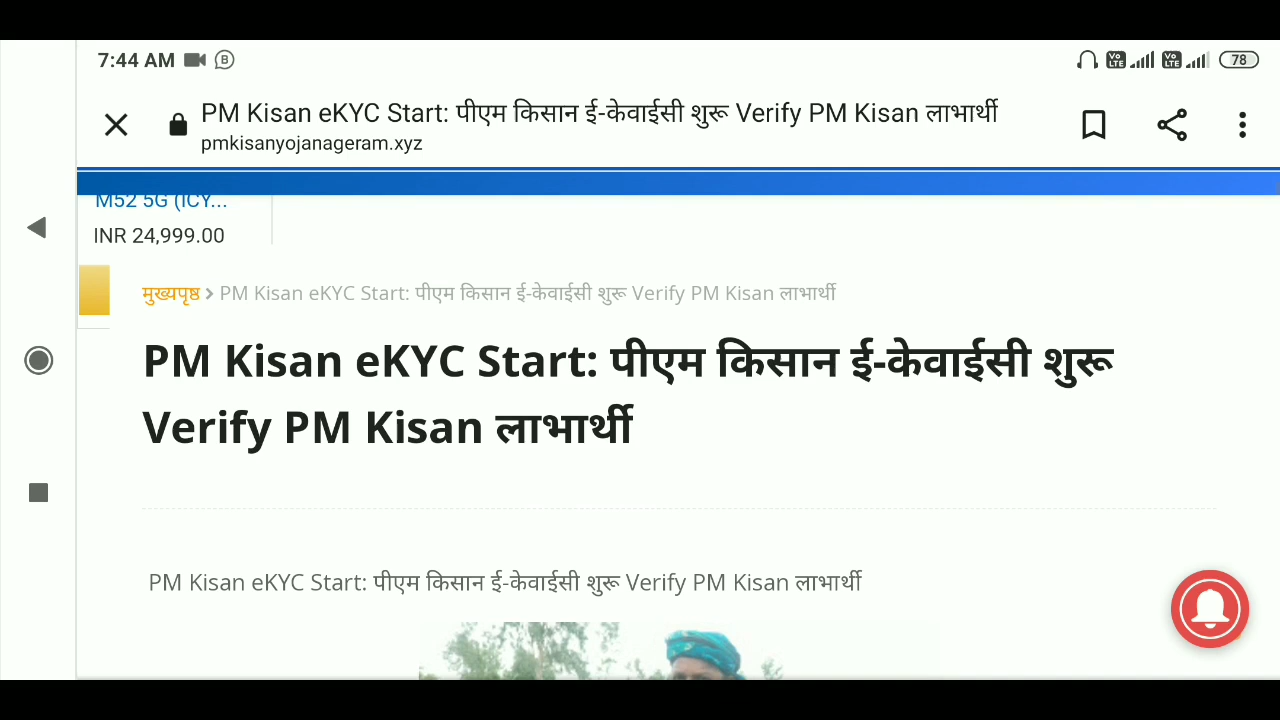 7:44 AM
78
PM Kisan eKYC Start: पीएम किसान ई-केवाईसी शुरू Verify PM Kisan लाभार्थी
pmkisanyojanageram.xyz
M52 5G (ICY...
INR 24,999.00
मुख्यपृष्ठ > PM Kisan eKYC Start: पीएम किसान ई-केवाईसी शुरू Verify PM Kisan लाभार्थी
PM Kisan eKYC Start: पीएम किसान ई-केवाईसी शुरू
Verify PM Kisan लाभार्थी
PM Kisan eKYC Start: पीएम किसान ई-केवाईसी शुरू Verify PM Kisan लाभार्थी